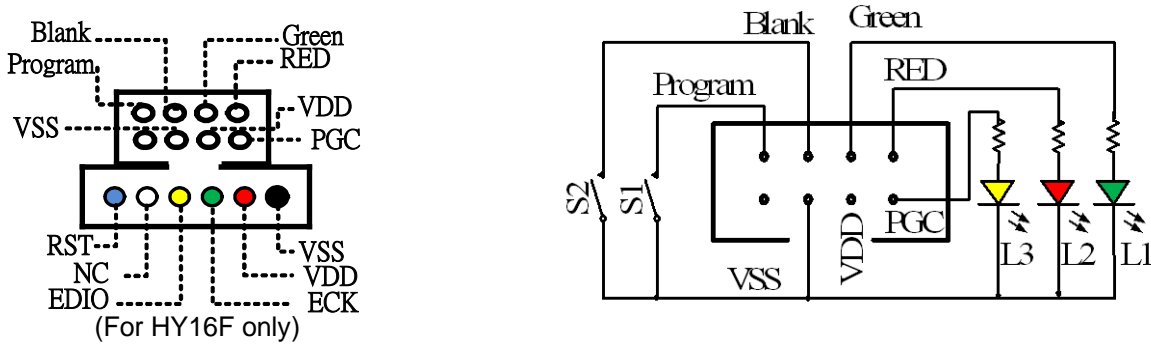 Blank
Green
Program
RED
VSS
VDD
PGC
RST
VSS
NC
VDD
EDIO
ECK
(For HY16F only)
Blank
Green
Program
RED
S2
S1
VDD
PGC
VSS
L3
L2
L1